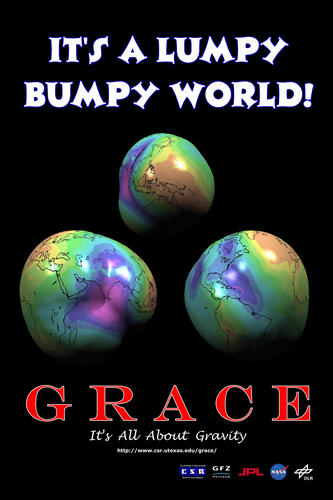 IT'S A LUMPY
BUMPY WORLD!
GRACE
It's All About Gravity
http://www.csr.utexas.edu/grace/
CSR GFZ JPL NASA DLR
POTSDAM